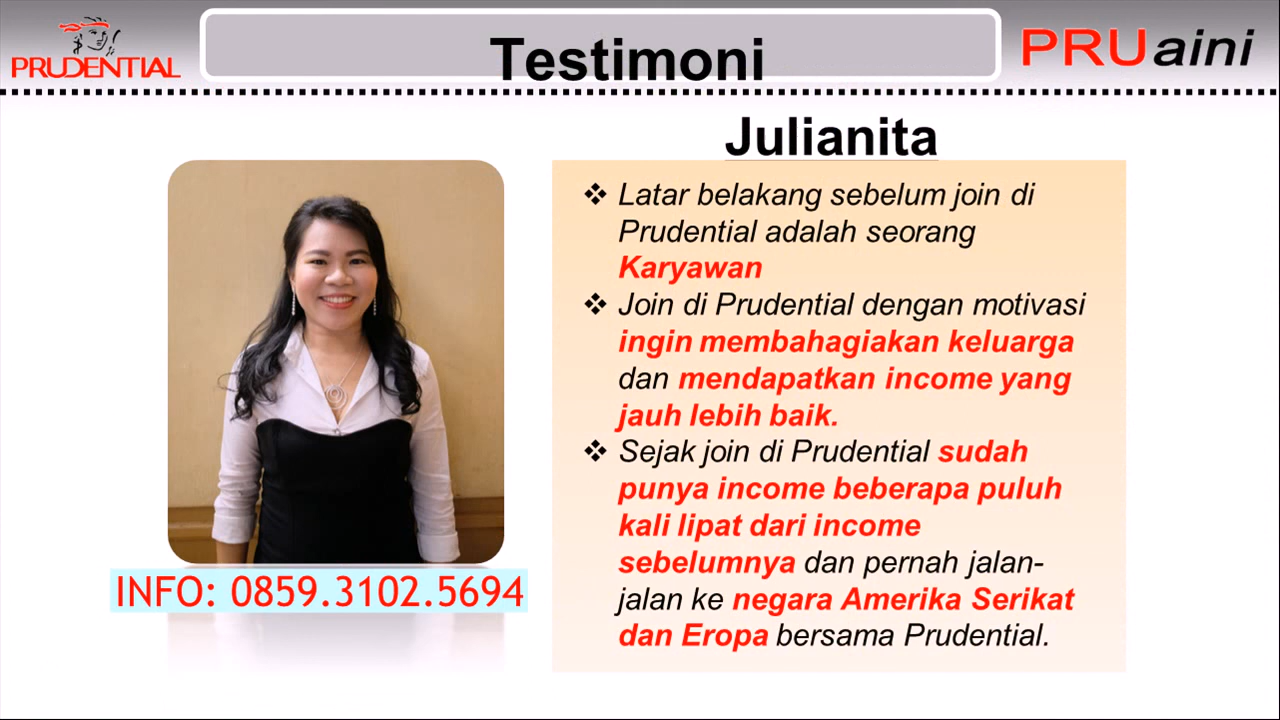 PRUDENTIAL
Testimoni
PRUaini
Julianita
❖ Latar belakang sebelum join di
Prudential adalah seorang
Karyawan
❖ Join di Prudential dengan motivasi
ingin membahagiakan keluarga
dan mendapatkan income yang
jauh lebih baik.
❖ Sejak join di Prudential sudah
punya income beberapa puluh
kali lipat dari income
sebelumnya dan pernah jalan-
jalan ke negara Amerika Serikat
dan Eropa bersama Prudential.
INFO: 0859.3102.5694